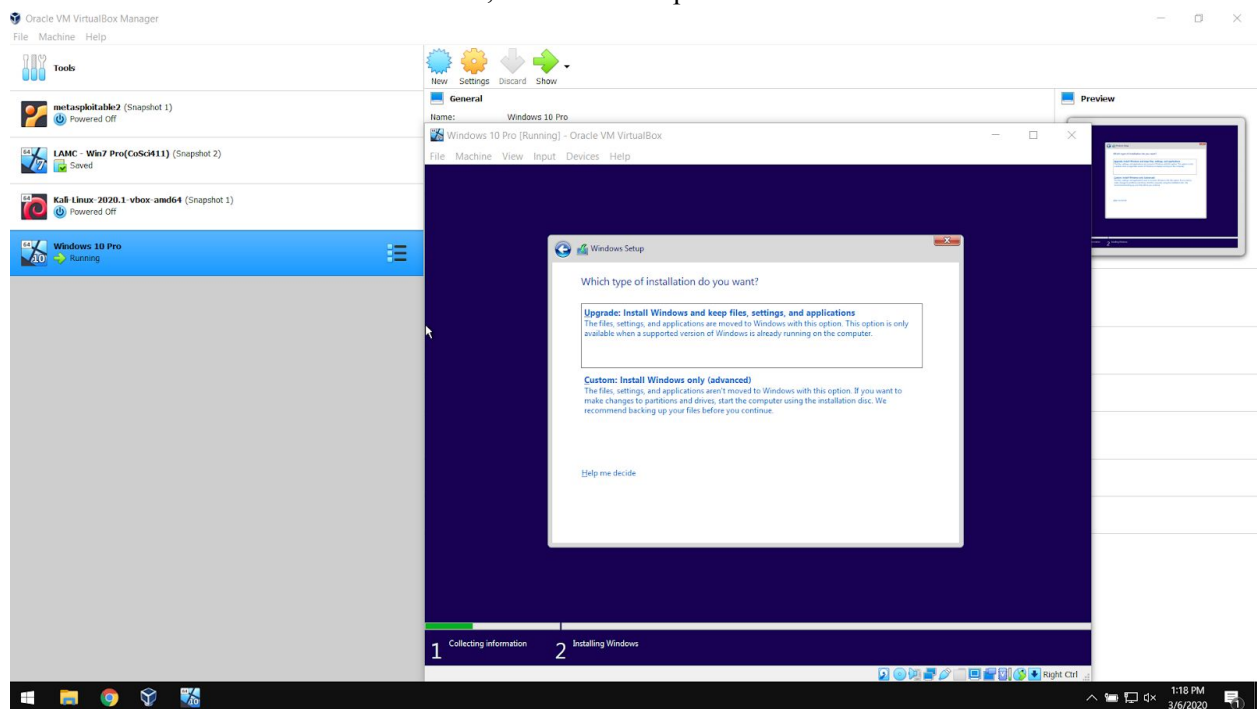 Oracle VM VirtualBox Manager
File Machine Help
Tools
New Settings Discard Show
metasploitable2 (Snapshot 1)
Powered Off
64
LAMC - Win7 Pro(CoSci411) (Snapshot 2)
Saved
64
Kali-Linux-2020.1-vbox-amd64 (Snapshot 1)
Powered Off
64
10
Windows 10 Pro
Running
General
Name: Windows 10 Pro
Preview
Windows 10 Pro [Running] - Oracle VM VirtualBox
File Machine View Input Devices Help
Windows Setup
Which type of installation do you want?
Upgrade: Install Windows and keep files, settings, and applications
The files, settings, and applications are moved to Windows with this option. This option is only
available when a supported version of Windows is already running on the computer.
Custom: Install Windows only (advanced)
The files, settings, and applications aren't moved to Windows with this option. If you want to
make changes to partitions and drives, start the computer using the installation disc. We
recommend backing up your files before you continue.
Help me decide
1 Collecting information 2 Installing Windows
Right Ctrl
1:18 PM
3/6/2020